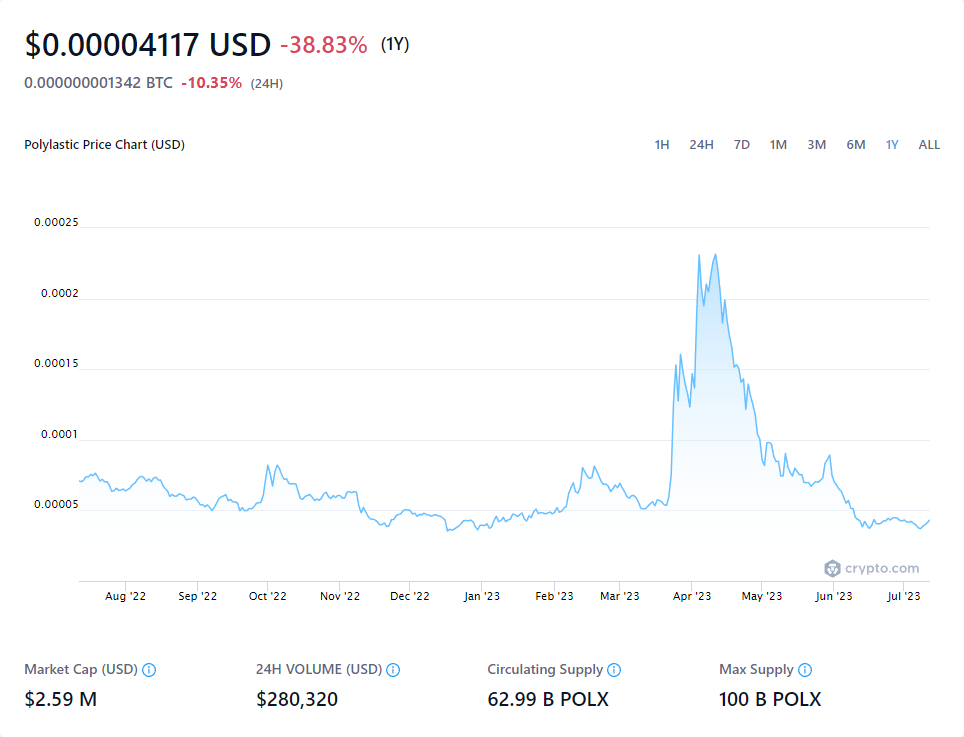 $0.00004117 USD -38.83% (1Y)
0.000000001342 BTC -10.35% (24H)
Polylastic Price Chart (USD) 1H 24H 7D 1M 3M 6M 1Y ALL
0.00025
0.0002
0.00015
0.0001
0.00005
crypto.com
Aug '22 Sep '22 Oct '22 Nov '22 Dec '22 Jan '23 Feb '23 Mar '23 Apr '23 May '23 Jun '23 Jul '23
Market Cap (USD) 24H VOLUME (USD) Circulating Supply Max Supply
$2.59 M $280,320 62.99 B POLX 100 B POLX